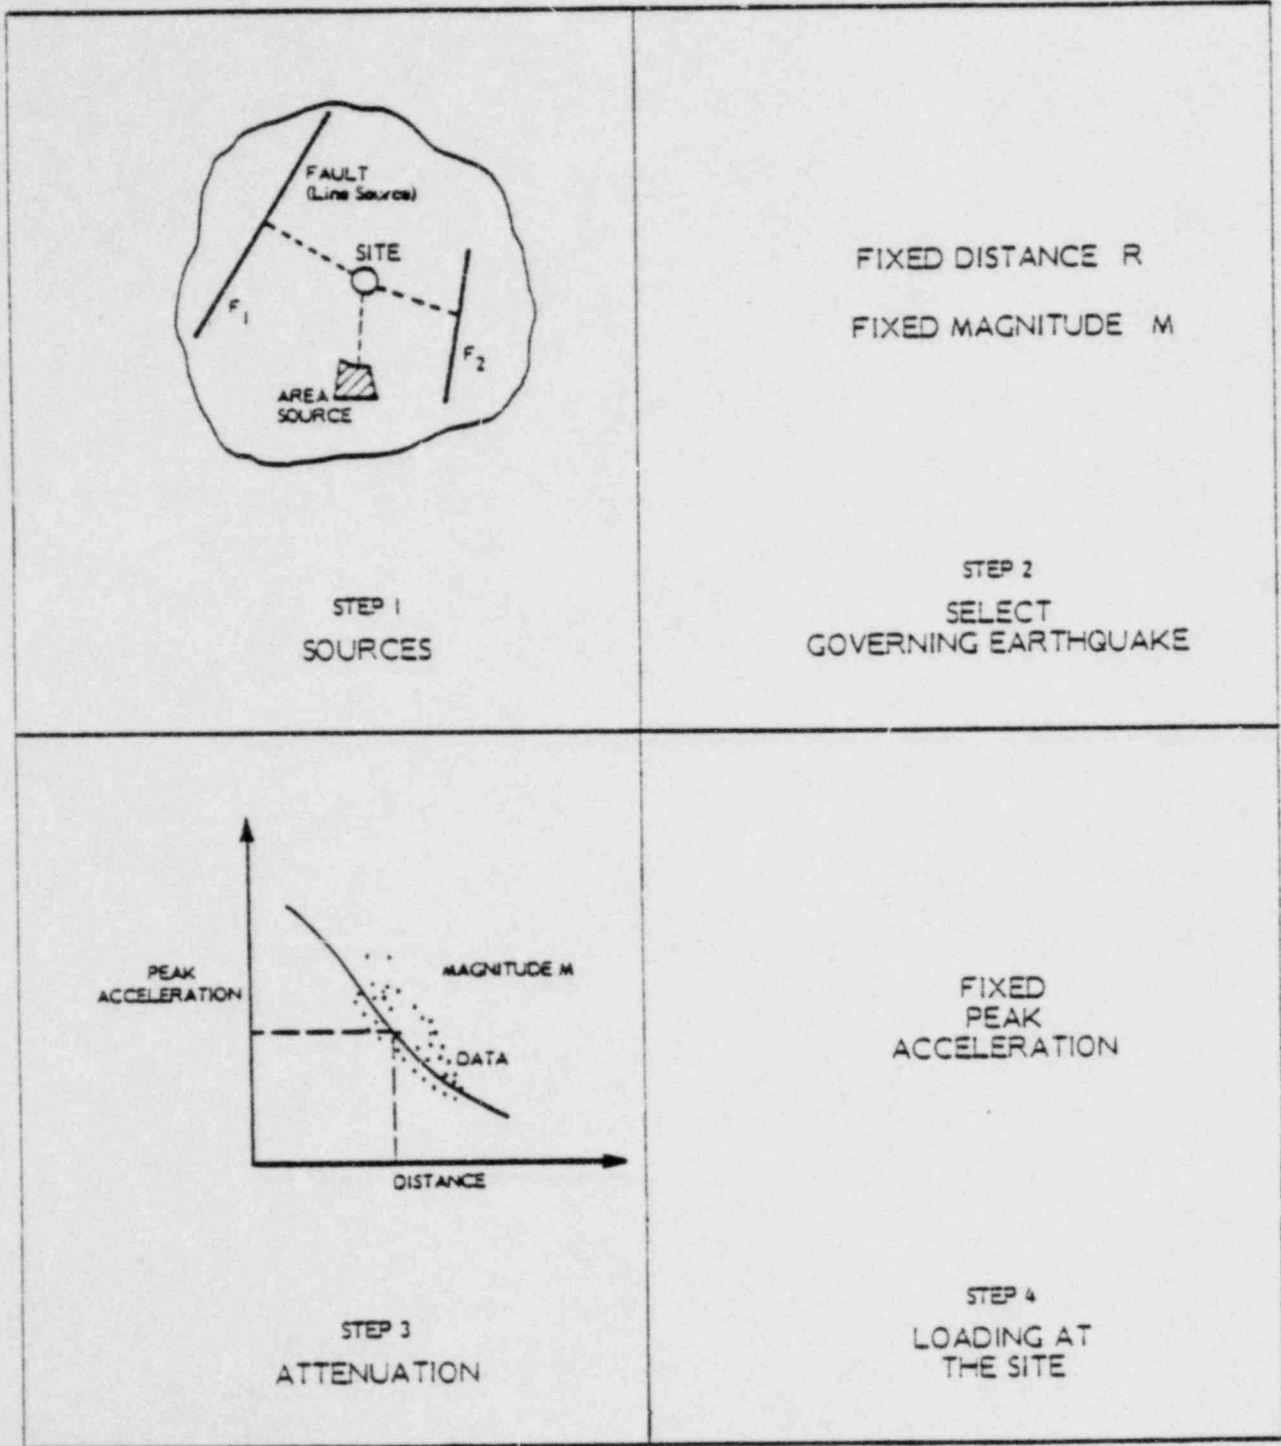 FAULT
(Line Source)
SITE
F1
F2
AREA
SOURCE
STEP 1
SOURCES
FIXED DISTANCE R
FIXED MAGNITUDE M
STEP 2
SELECT
GOVERNING EARTHQUAKE
PEAK
ACCELERATION
MAGNITUDE M
DATA
DISTANCE
STEP 3
ATTENUATION
FIXED
PEAK
ACCELERATION
STEP 4
LOADING AT
THE SITE